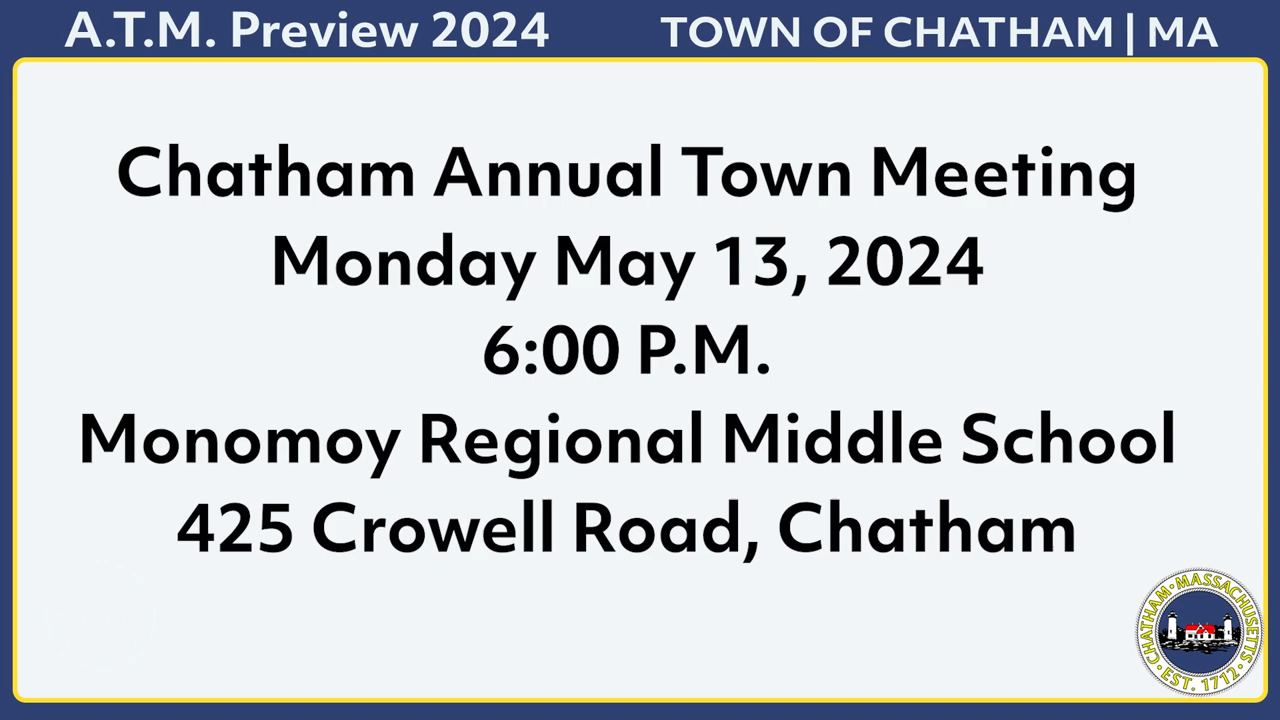 A.T.M. Preview 2024
TOWN OF CHATHAM | MA
Chatham Annual Town Meeting
Monday May 13, 2024
6:00 P.M.
Monomoy Regional Middle School
425 Crowell Road, Chatham
CHATHAM · MASSACHUSETTS ·
EST. 1712